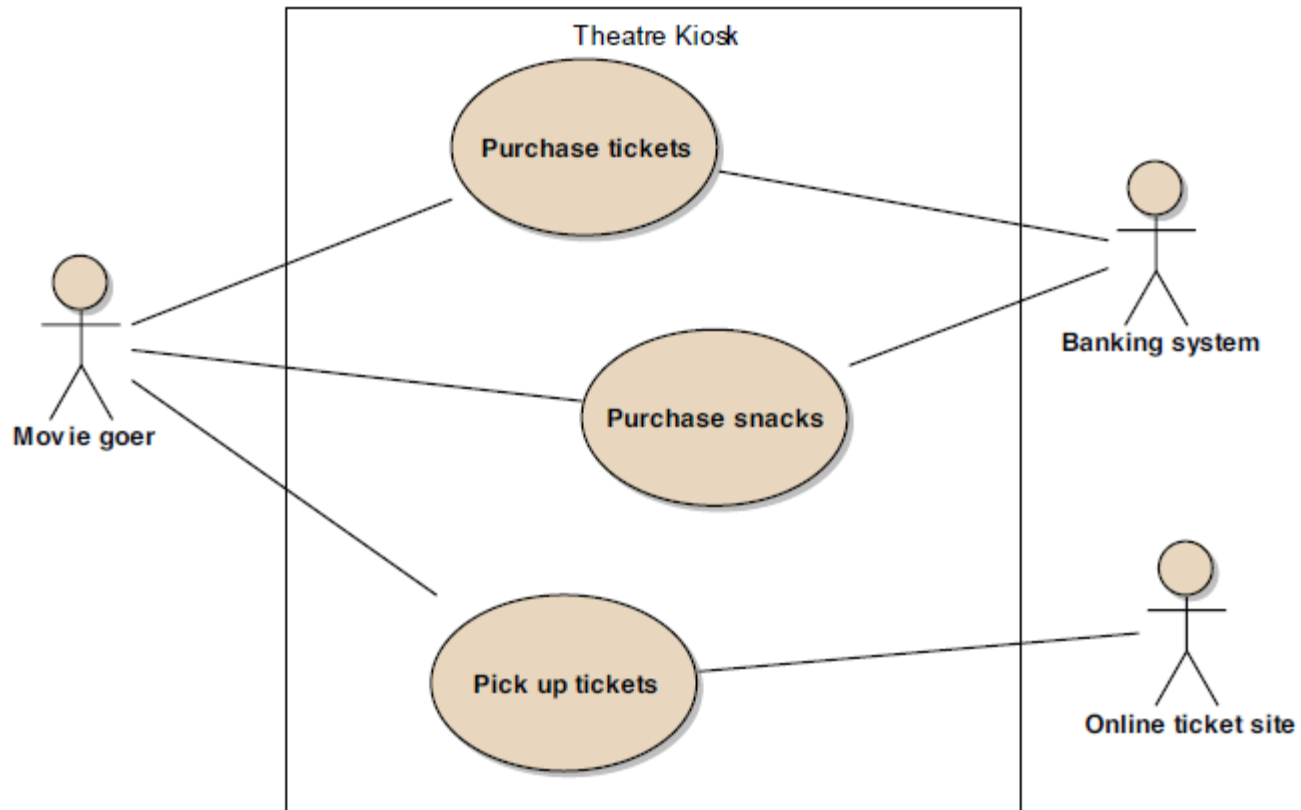 Theatre Kiosk
Purchase tickets
Banking system
Purchase snacks
Movie goer
Pick up tickets
Online ticket site